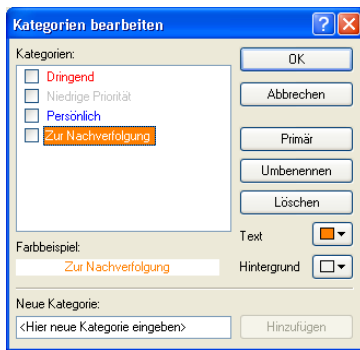 Kategorien bearbeiten
Kategorien:
Dringend
Niedrige Priorität
Persönlich
Zur Nachverfolgung
OK
Abbrechen
Primär
Umbenennen
Löschen
Text
Hintergrund
Farbbeispiel:
Zur Nachverfolgung
Neue Kategorie:
<Hier neue Kategorie eingeben>
Hinzufügen